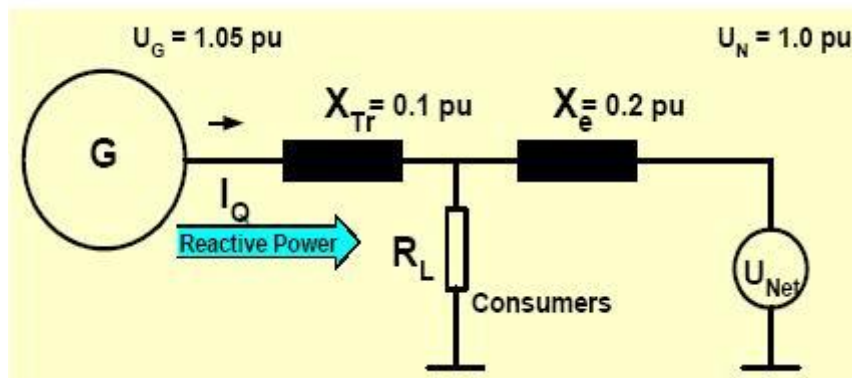 U_G = 1.05 pu
U_N = 1.0 pu
X_Tr = 0.1 pu
X_e = 0.2 pu
G
I_Q
Reactive Power
R_L
Consumers
U_Net